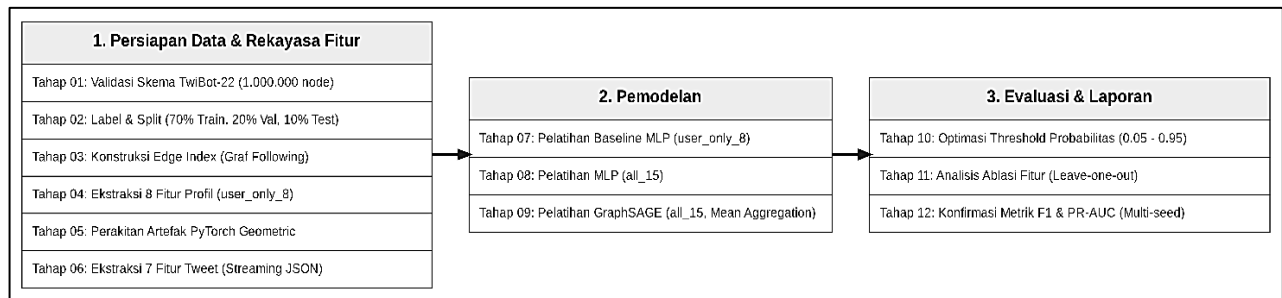 1. Persiapan Data & Rekayasa Fitur
Tahap 01: Validasi Skema TwiBot-22 (1.000.000 node)
Tahap 02: Label & Split (70% Train. 20% Val, 10% Test)
Tahap 03: Konstruksi Edge Index (Graf Following)
Tahap 04: Ekstraksi 8 Fitur Profil (user_only_8)
Tahap 05: Perakitan Artefak PyTorch Geometric
Tahap 06: Ekstraksi 7 Fitur Tweet (Streaming JSON)
2. Pemodelan
Tahap 07: Pelatihan Baseline MLP (user_only_8)
Tahap 08: Pelatihan MLP (all_15)
Tahap 09: Pelatihan GraphSAGE (all_15, Mean Aggregation)
3. Evaluasi & Laporan
Tahap 10: Optimasi Threshold Probabilitas (0.05 - 0.95)
Tahap 11: Analisis Ablasi Fitur (Leave-one-out)
Tahap 12: Konfirmasi Metrik F1 & PR-AUC (Multi-seed)